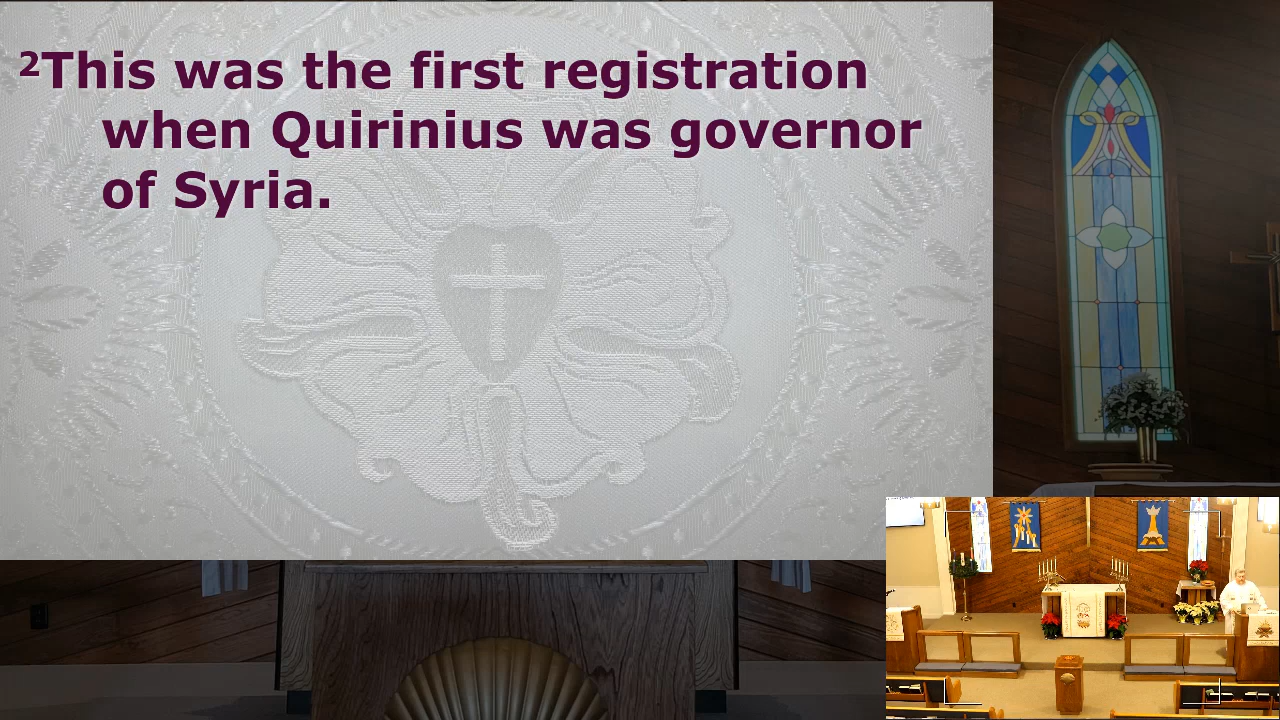 ²This was the first registration
when Quirinius was governor
of Syria.